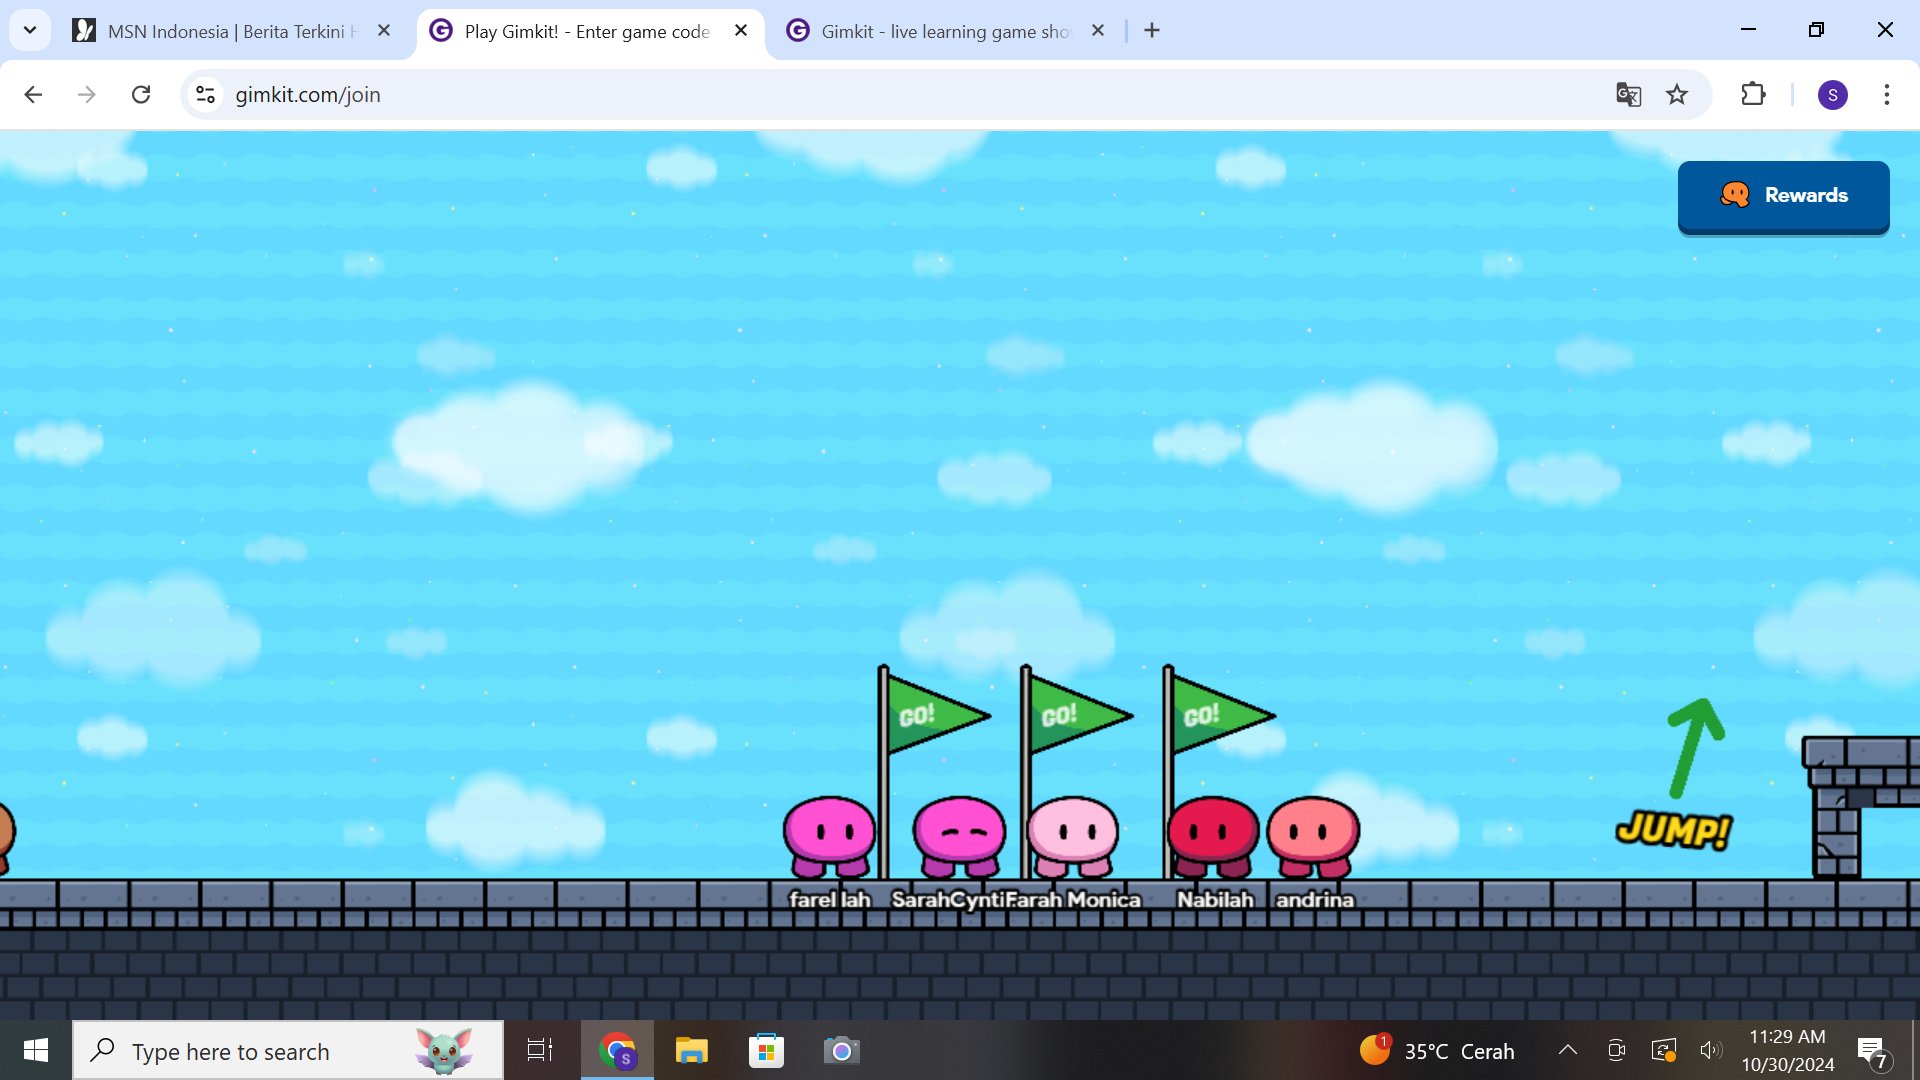 MSN Indonesia | Berita Terkini H
Play Gimkit! - Enter game code
Gimkit - live learning game sho
gimkit.com/join
S
Rewards
GO! GO! GO!
JUMP!
farel lah SarahCyntiFarah Monica Nabilah andrina
Type here to search
S
1
35°C Cerah
11:29 AM
10/30/2024
7